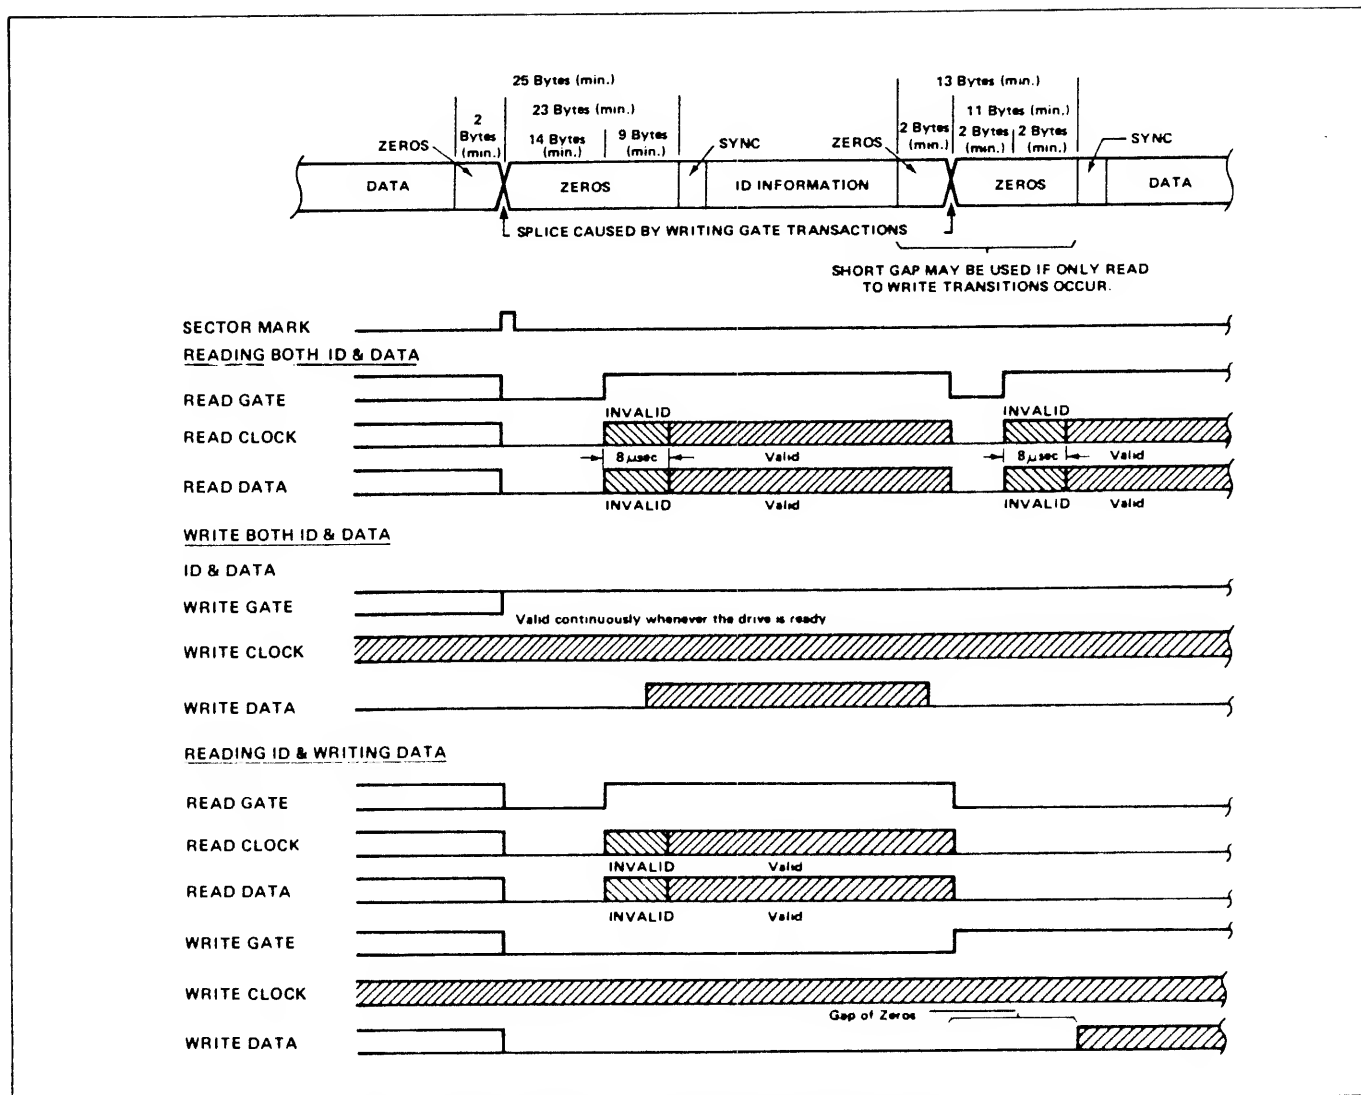 25 Bytes (min.)
13 Bytes (min.)
2 Bytes (min.)
23 Bytes (min.)
11 Bytes (min.)
14 Bytes (min.)
9 Bytes (min.)
2 Bytes (min.)
2 Bytes (min.)
2 Bytes (min.)
ZEROS
SYNC
ZEROS
SYNC
DATA
ZEROS
ID INFORMATION
ZEROS
DATA
SPLICE CAUSED BY WRITING GATE TRANSACTIONS
SHORT GAP MAY BE USED IF ONLY READ
TO WRITE TRANSITIONS OCCUR.
SECTOR MARK
READING BOTH ID & DATA
READ GATE
INVALID
INVALID
READ CLOCK
8 μsec
Valid
8 μsec
Valid
READ DATA
INVALID
Valid
INVALID
Valid
WRITE BOTH ID & DATA
ID & DATA
WRITE GATE
Valid continuously whenever the drive is ready
WRITE CLOCK
WRITE DATA
READING ID & WRITING DATA
READ GATE
READ CLOCK
INVALID
Valid
READ DATA
INVALID
Valid
WRITE GATE
WRITE CLOCK
Gap of Zeros
WRITE DATA